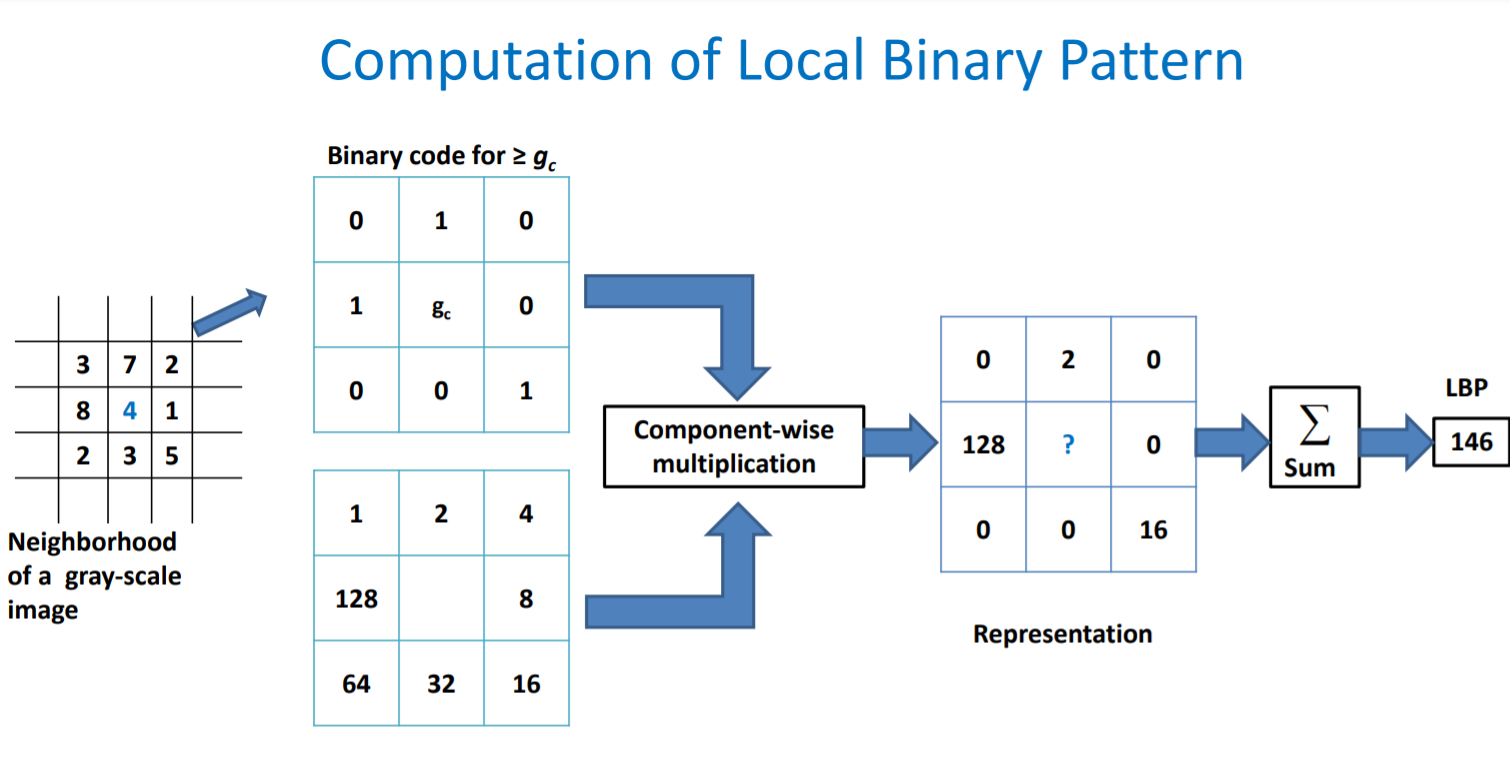 Computation of Local Binary Pattern
Binary code for ≥ gc
0 1 0
1 gc 0
0 0 1
3 7 2
8 4 1
2 3 5
Neighborhood
of a gray-scale
image
1 2 4
128 8
64 32 16
Component-wise
multiplication
0 2 0
128 ? 0
0 0 16
Representation
∑
Sum
LBP
146